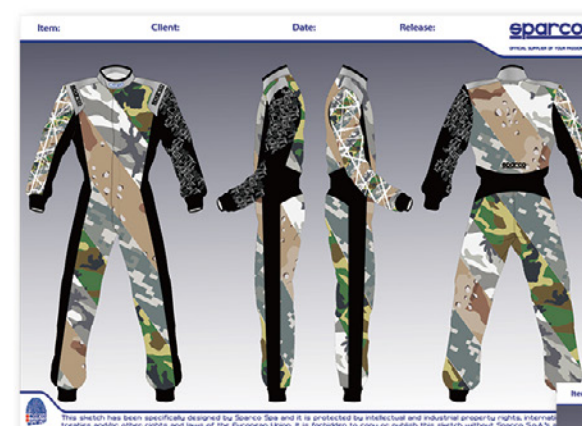 Item:
Client:
Date:
Release:
sparco
OFFICIAL SUPPLIER OF YOUR PASSION
sparco
Ite
This sketch has been specifically designed by Sparco Spa and it is protected by intellectual and industrial property rights, internati
and/or other rights and laws of the European Union. It is forbidden to copy or publish this sketch without Sparco S.p.A.'s